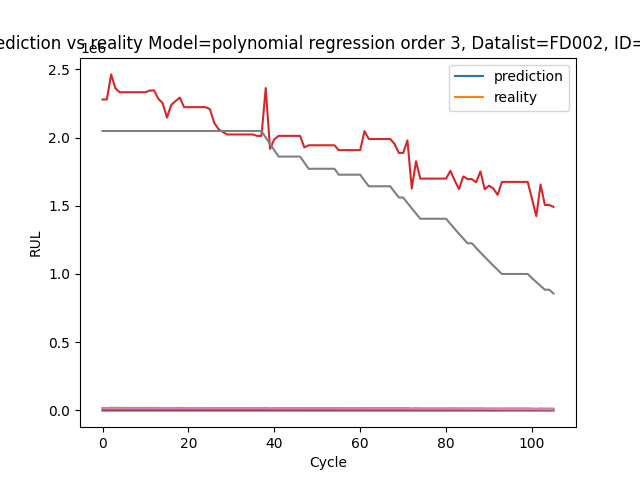 ediction vs reality Model=polynomial regression order 3, Datalist=FD002, ID=
1e6
prediction
reality
2.5
2.0
1.5
1.0
0.5
0.0
RUL
0 20 40 60 80 100
Cycle